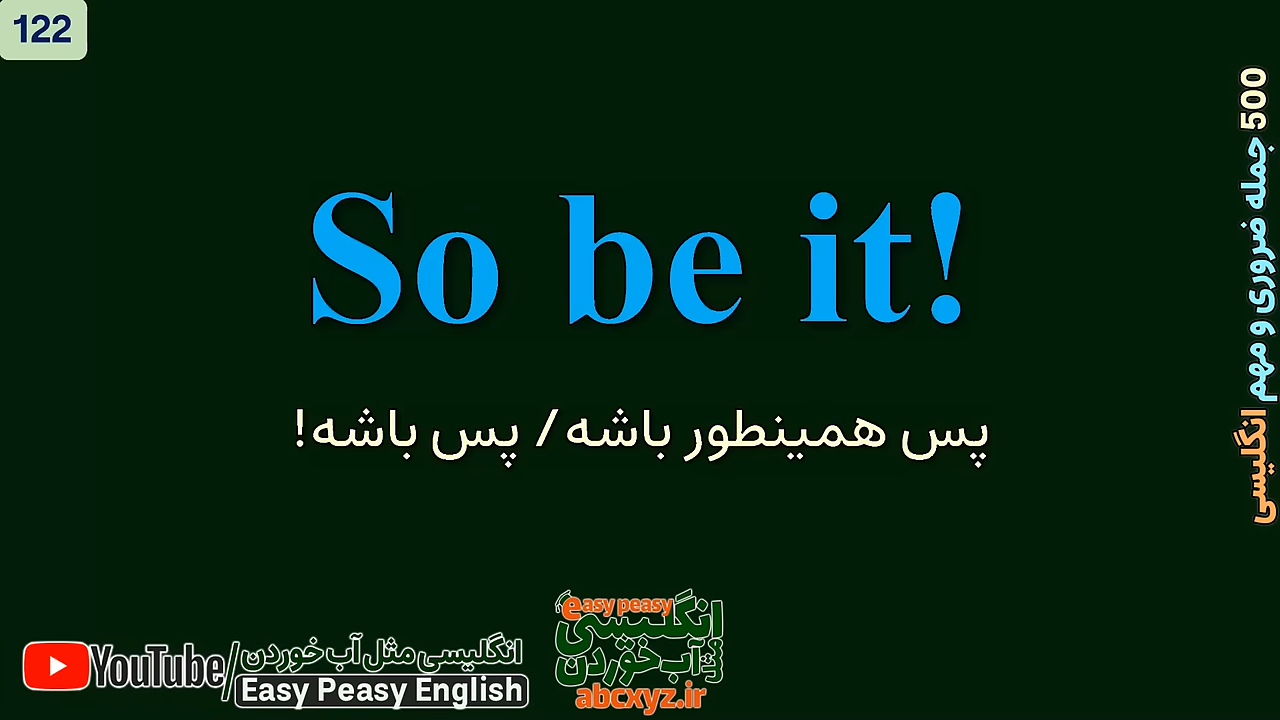 122
500 جمله ضروری و مهم انگلیسی
So be it!
پس همینطور باشه/ پس باشه!
YouTube/انگلیسی مثل آب خوردن
Easy Peasy English
easy peasy
انگلیسی
مثل آب خوردن
abcxyz.ir